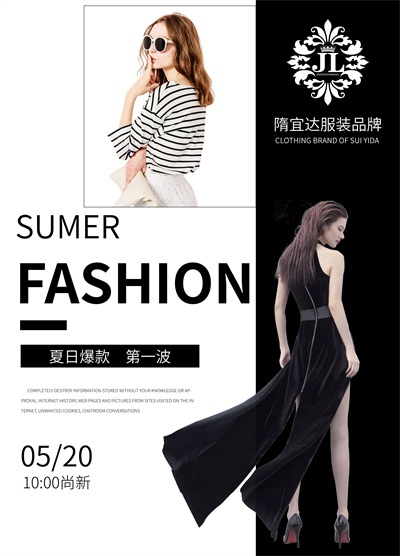 JL
隋宜达服装品牌
CLOTHING BRAND OF SUI YIDA
SUMER
FASHION
夏日爆款 第一波
COMPLETELY DESTROY INFORMATION STORED WITHOUT YOUR KNOWLEDGE OR AP-
PROVAL: INTERNET HISTORY, WEB PAGES AND PICTURES FROM SITES VISITED ON THE IN-
TERNET, UNWANTED COOKIES, CHATROOM CONVERSATIONS
05/20
10:00尚新